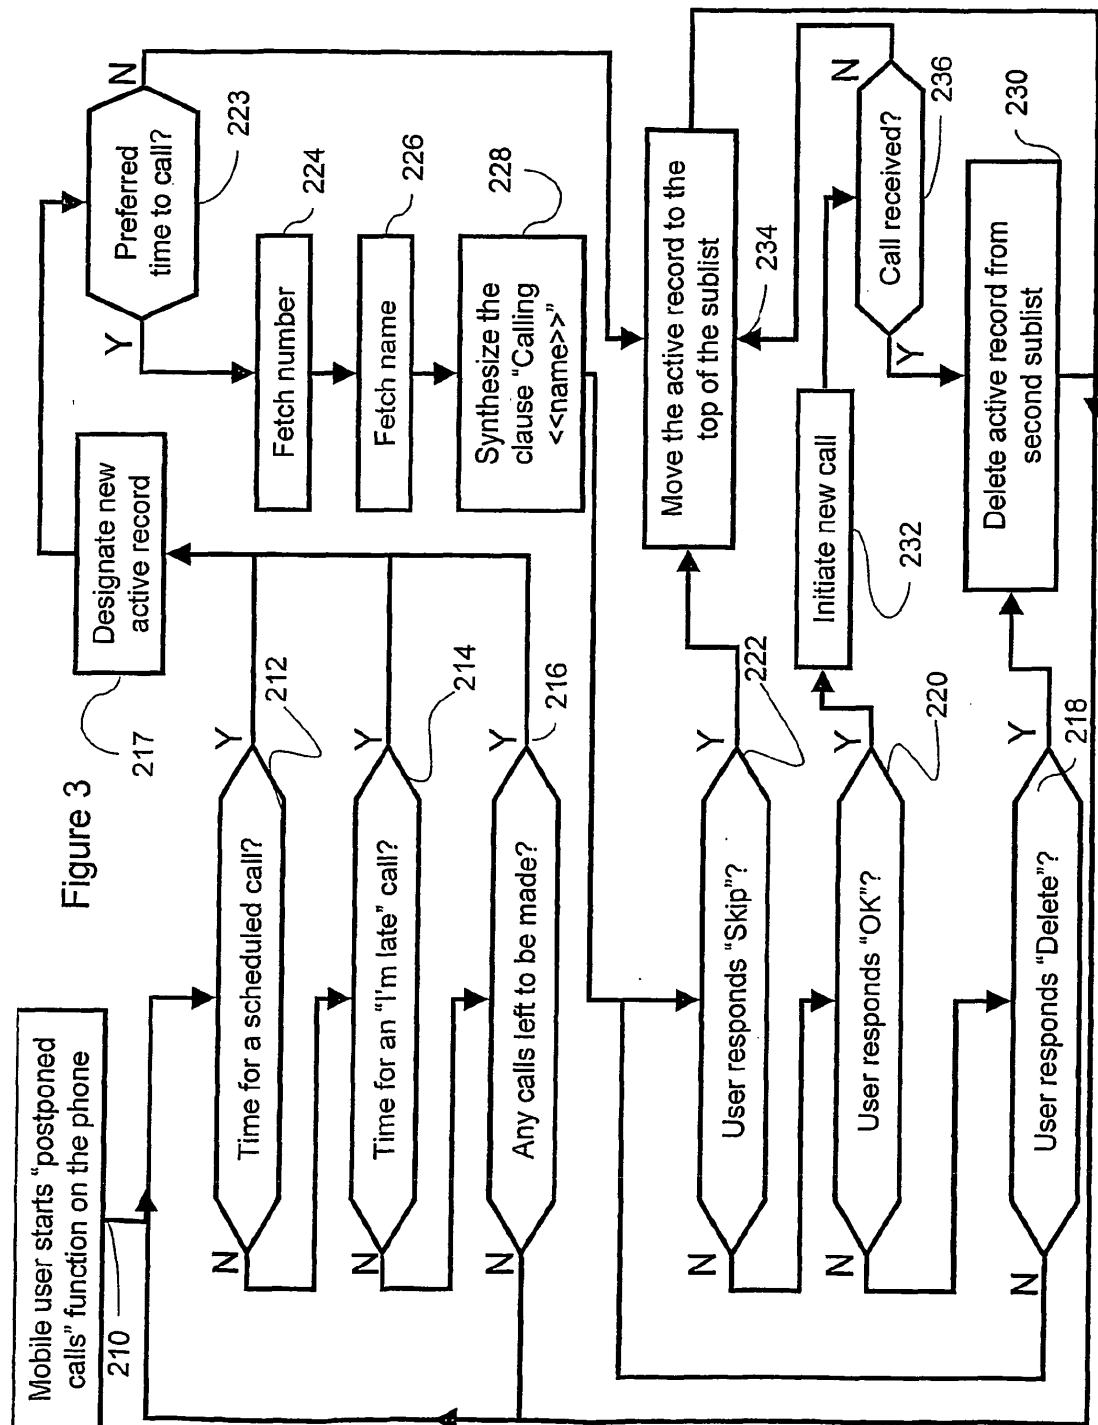 Figure 3
Mobile user starts “postponed
calls” function on the phone
210
Time for a scheduled call?
N
Y
212
Time for an “I'm late” call?
N
Y
214
Any calls left to be made?
N
Y
216
Designate new
active record
217
Preferred
time to call?
Y
N
223
Fetch number
224
Fetch name
226
Synthesize the
clause “Calling
<<name>>”
228
User responds “Skip”?
N
Y
222
Move the active record to the
top of the sublist
234
User responds “OK”?
N
Y
220
Initiate new call
232
Call received?
Y
N
236
User responds “Delete”?
N
Y
218
Delete active record from
second sublist
230